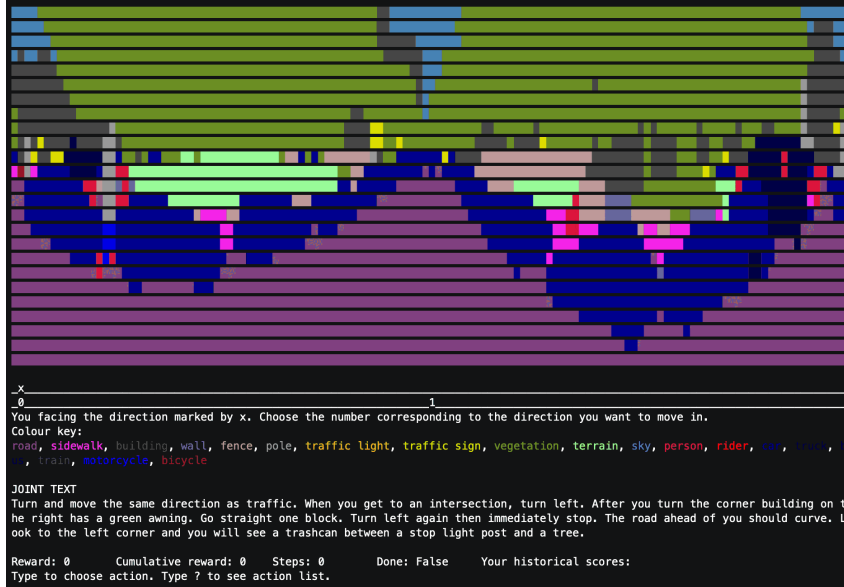 _x_
_0_ _1_
You facing the direction marked by x. Choose the number corresponding to the direction you want to move in.
Colour key:
road, sidewalk, building, wall, fence, pole, traffic light, traffic sign, vegetation, terrain, sky, person, rider, car, truck,
train, motorcycle, bicycle
JOINT TEXT
Turn and move the same direction as traffic. When you get to an intersection, turn left. After you turn the corner building on t
he right has a green awning. Go straight one block. Turn left again then immediately stop. The road ahead of you should curve. L
ook to the left corner and you will see a trashcan between a stop light post and a tree.
Reward: 0 Cumulative reward: 0 Steps: 0 Done: False Your historical scores:
Type to choose action. Type ? to see action list.